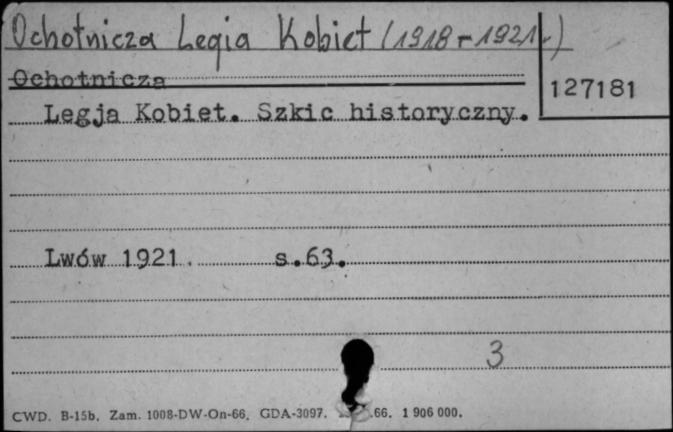 Ochotnicza Legia Kobiet (1918-1921r.)
Ochotnicza
127181
Legja Kobiet. Szkic historyczny.
Lwów 1921 s.63.
3
CWD. B-15b. Zam. 1008-DW-On-66. GDA-3097. .66. 1 906 000.